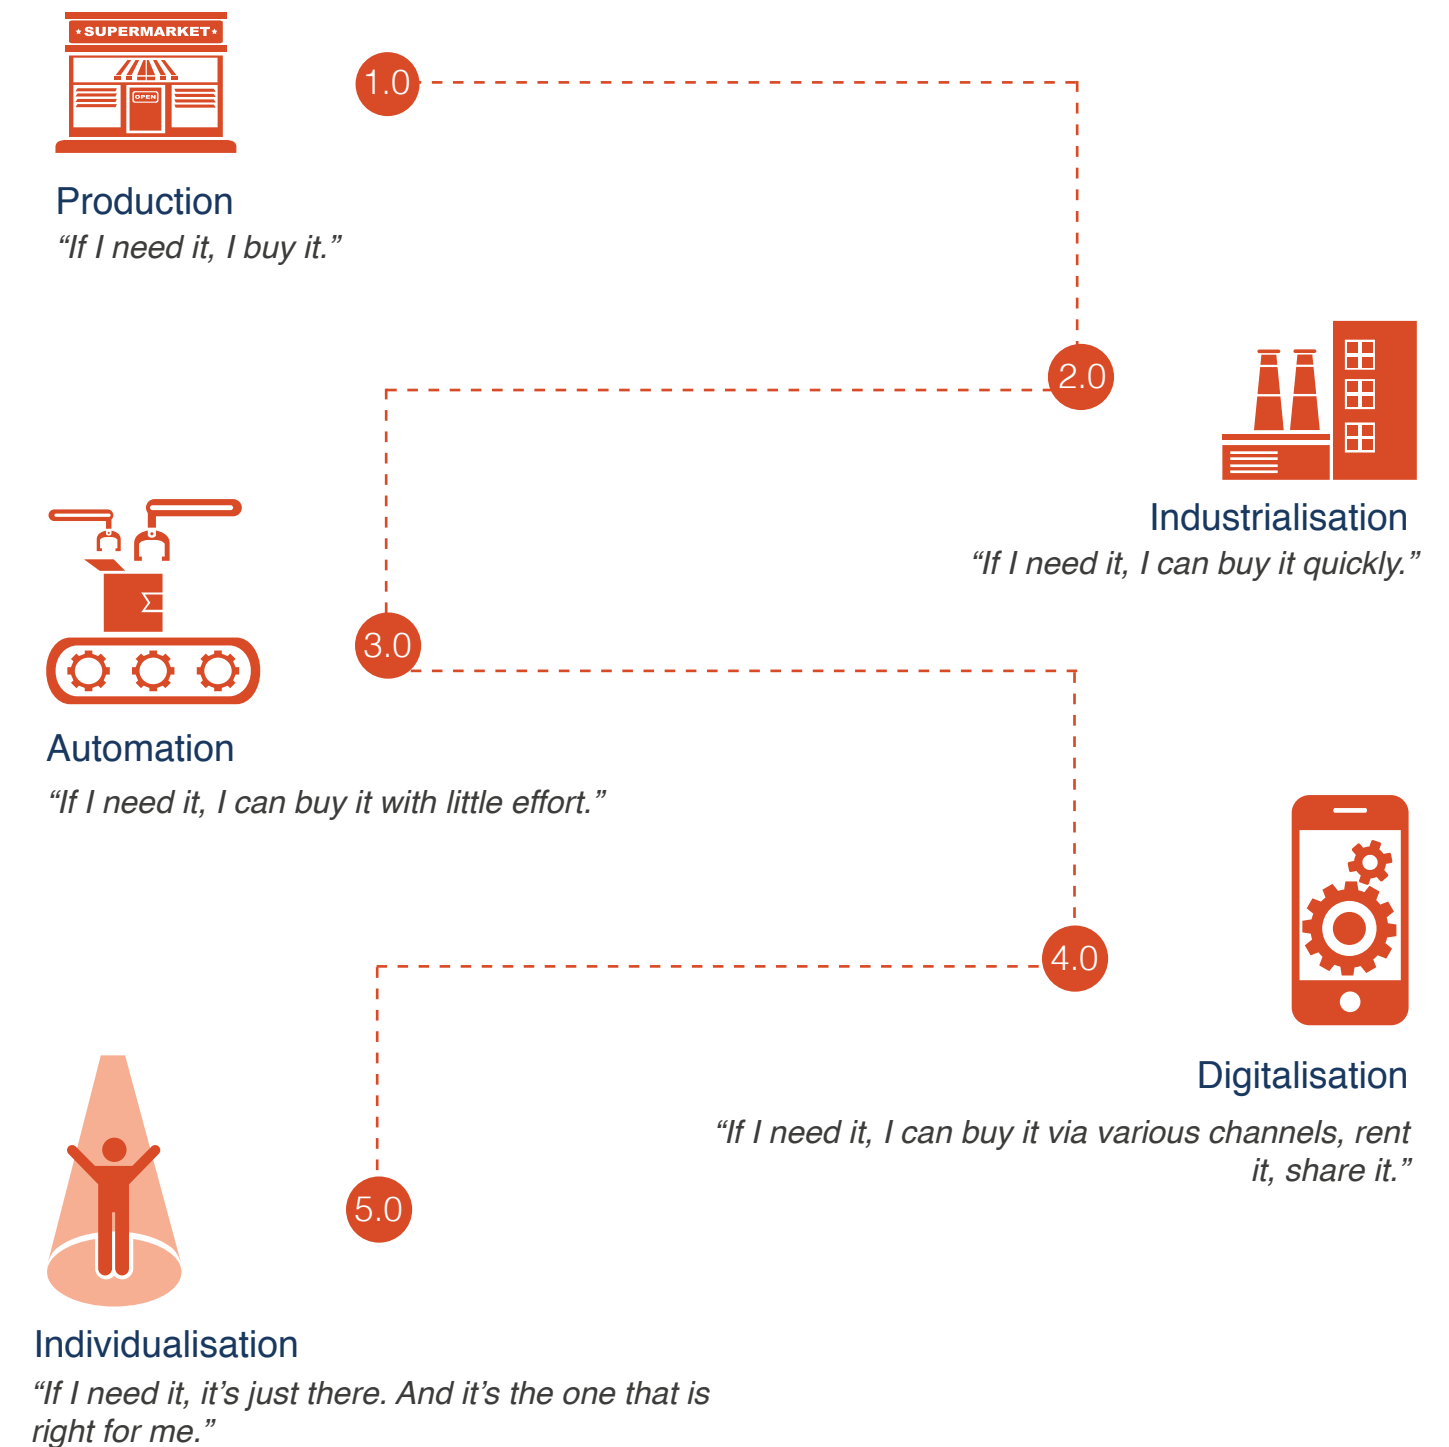 ★ SUPERMARKET ★
OPEN
1.0
Production
“If I need it, I buy it.”
2.0
Industrialisation
“If I need it, I can buy it quickly.”
3.0
Automation
“If I need it, I can buy it with little effort.”
4.0
Digitalisation
“If I need it, I can buy it via various channels, rent
it, share it.”
5.0
Individualisation
“If I need it, it’s just there. And it’s the one that is
right for me.”